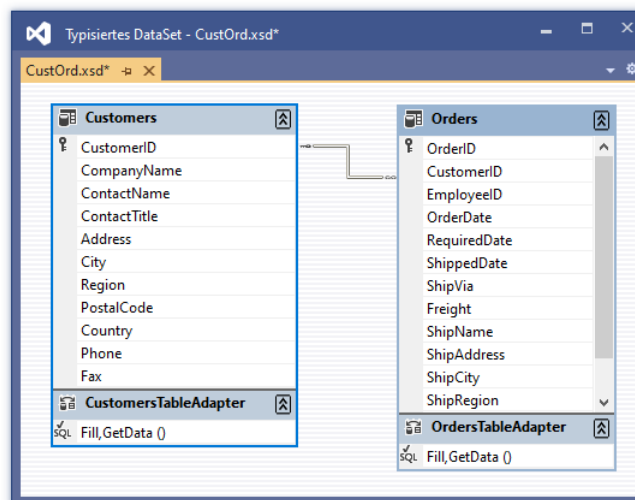 Typisiertes DataSet - CustOrd.xsd*
CustOrd.xsd*
Customers
CustomerID
CompanyName
ContactName
ContactTitle
Address
City
Region
PostalCode
Country
Phone
Fax
CustomersTableAdapter
SQL Fill,GetData ()
Orders
OrderID
CustomerID
EmployeeID
OrderDate
RequiredDate
ShippedDate
ShipVia
Freight
ShipName
ShipAddress
ShipCity
ShipRegion
OrdersTableAdapter
SQL Fill,GetData ()